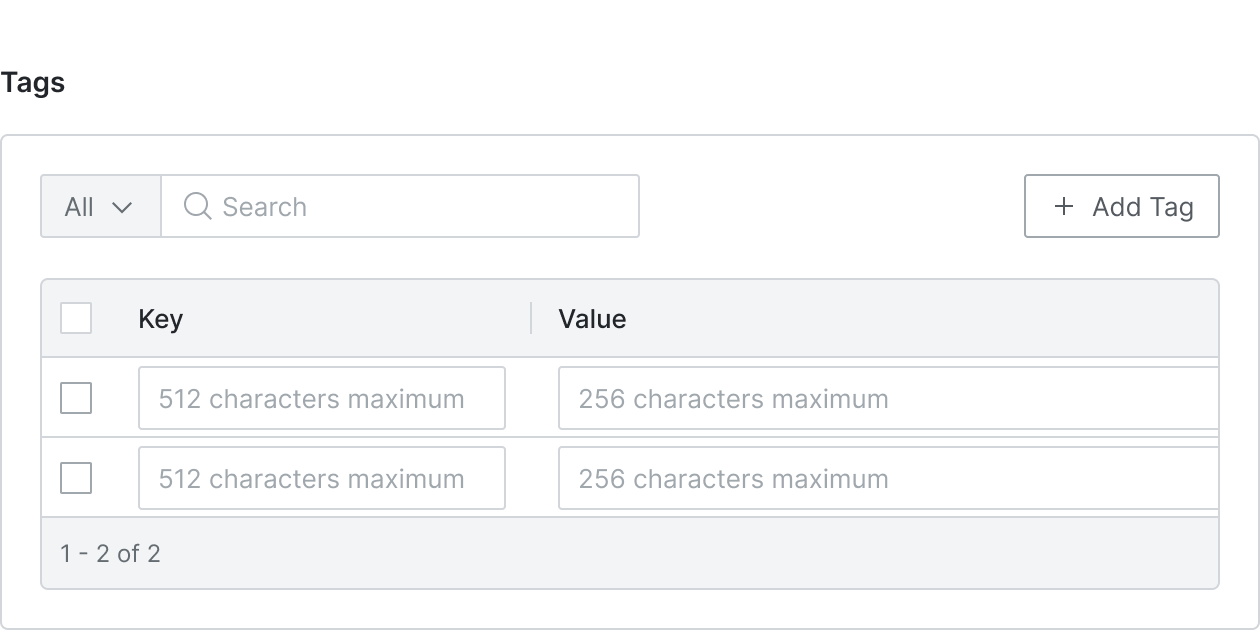 Tags
All Search + Add Tag
Key Value
512 characters maximum 256 characters maximum
512 characters maximum 256 characters maximum
1 - 2 of 2